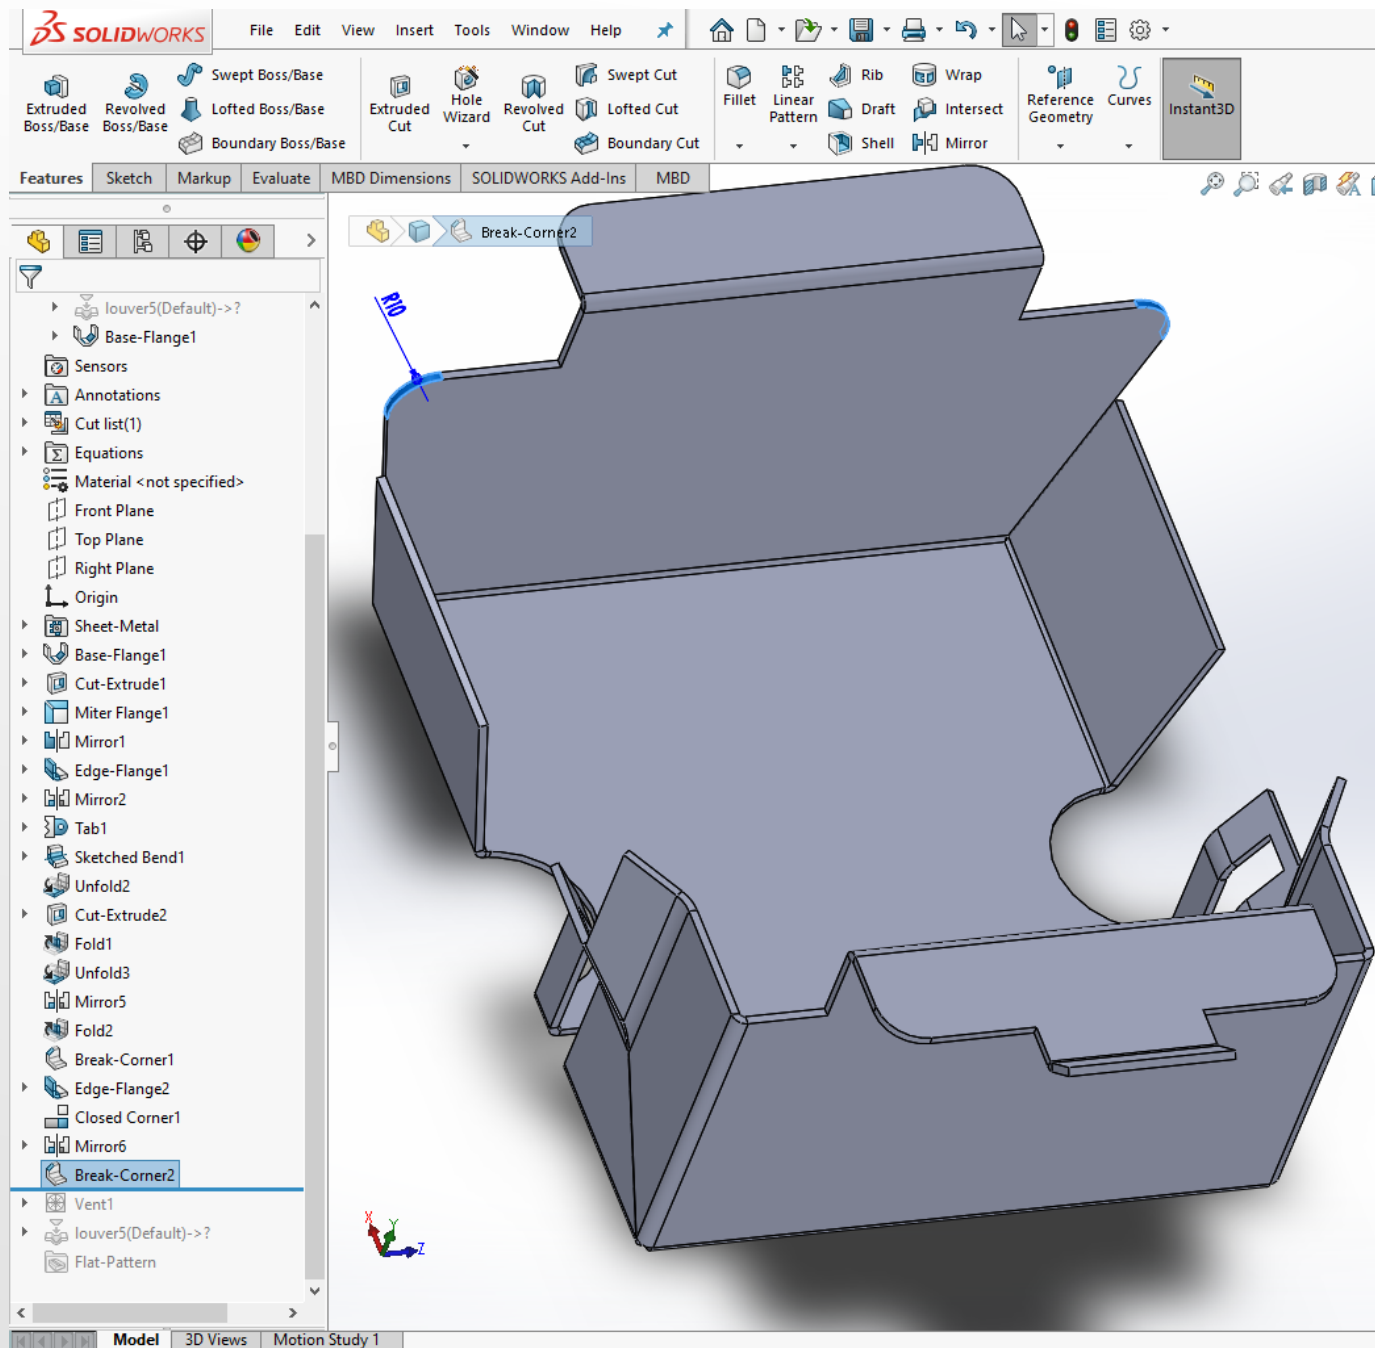 SOLIDWORKS File Edit View Insert Tools Window Help
Extruded Boss/Base
Revolved Boss/Base
Swept Boss/Base
Lofted Boss/Base
Boundary Boss/Base
Extruded Cut
Hole Wizard
Revolved Cut
Swept Cut
Lofted Cut
Boundary Cut
Fillet
Linear Pattern
Rib
Draft
Shell
Wrap
Intersect
Mirror
Reference Geometry
Curves
Instant3D
Features Sketch Markup Evaluate MBD Dimensions SOLIDWORKS Add-Ins MBD
Break-Corner2
louver5(Default)->?
Base-Flange1
Sensors
Annotations
Cut list(1)
Equations
Material <not specified>
Front Plane
Top Plane
Right Plane
Origin
Sheet-Metal
Base-Flange1
Cut-Extrude1
Miter Flange1
Mirror1
Edge-Flange1
Mirror2
Tab1
Sketched Bend1
Unfold2
Cut-Extrude2
Fold1
Unfold3
Mirror5
Fold2
Break-Corner1
Edge-Flange2
Closed Corner1
Mirror6
Break-Corner2
Vent1
louver5(Default)->?
Flat-Pattern
R10
X
Y
Z
Model 3D Views Motion Study 1